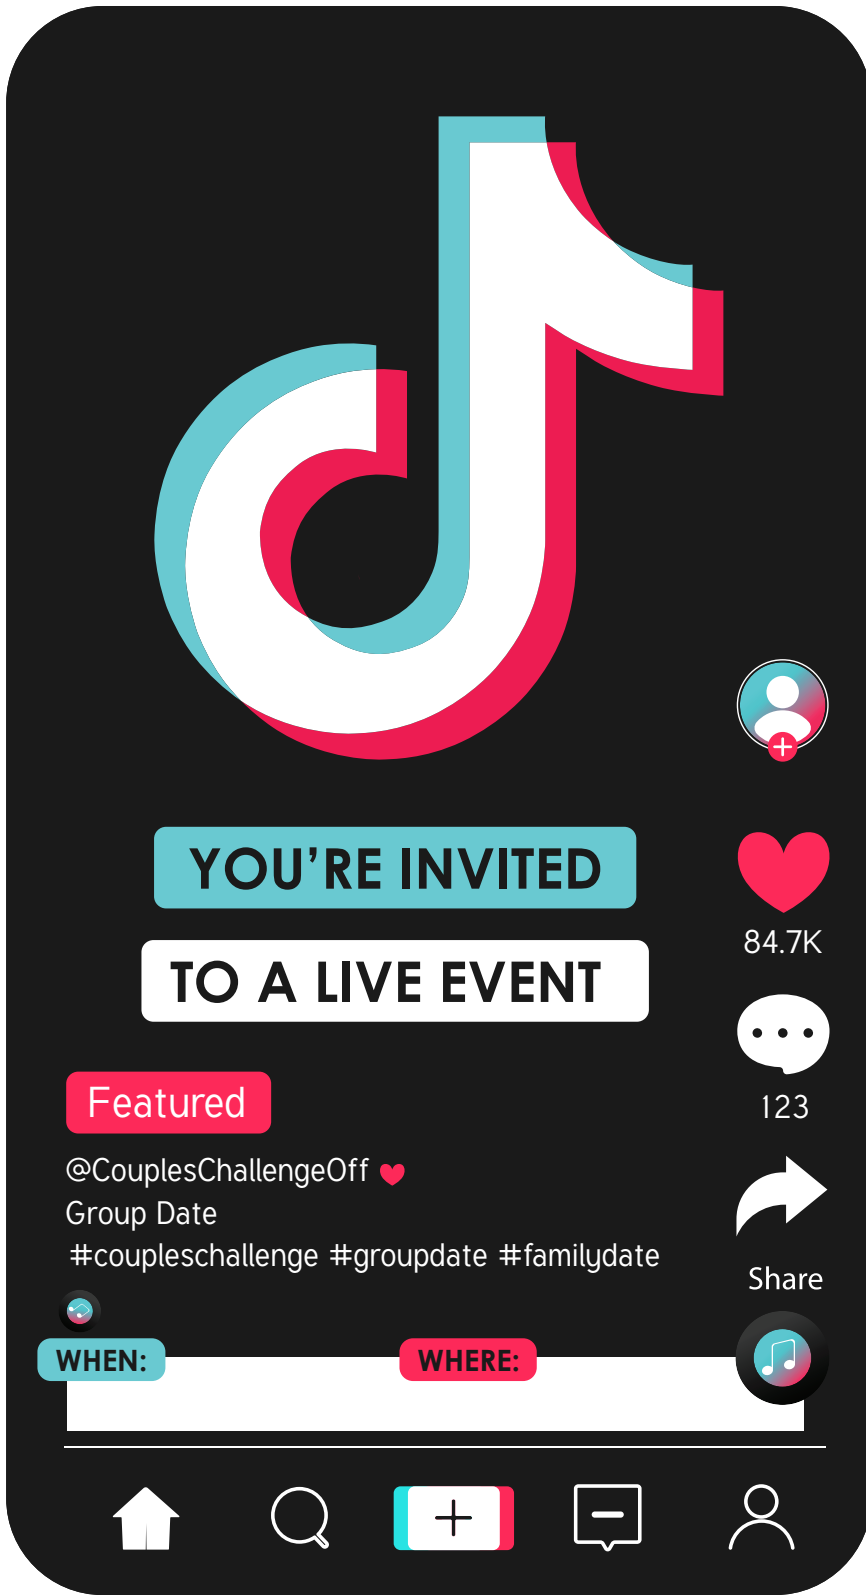 YOU'RE INVITED
TO A LIVE EVENT
84.7K
123
Share
Featured
@CouplesChallengeOff
Group Date
#coupleschallenge #groupdate #familydate
WHEN: WHERE: